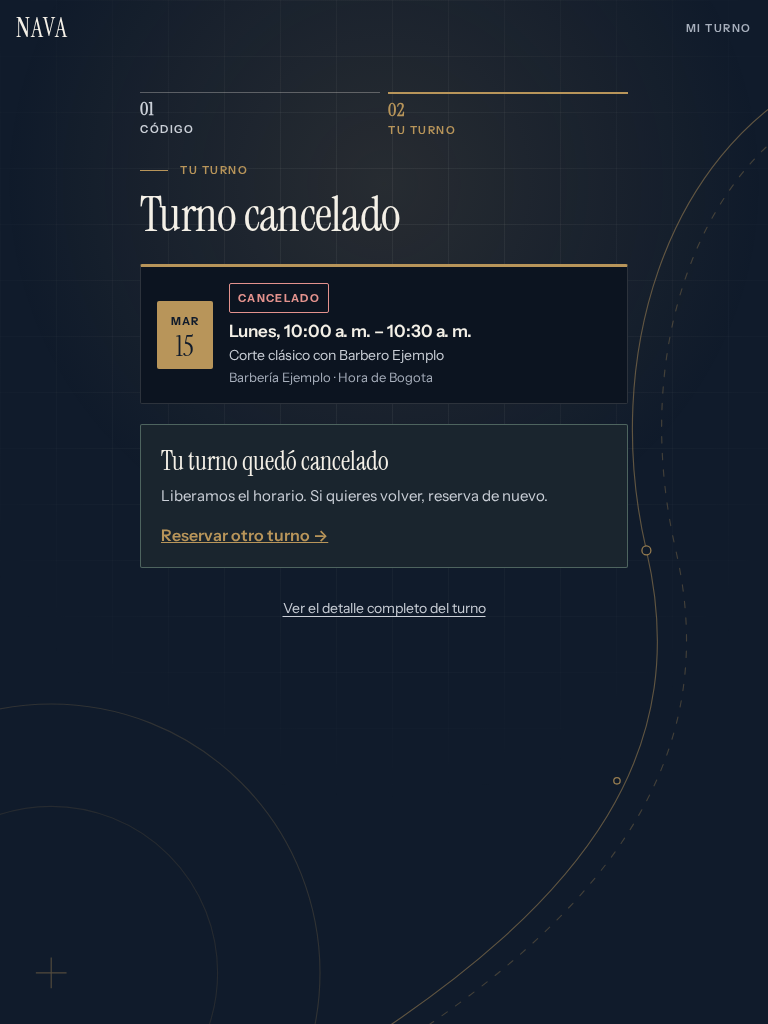 NAVA
MI TURNO
01
CÓDIGO
02
TU TURNO
TU TURNO
Turno cancelado
MAR
15
CANCELADO
Lunes, 10:00 a. m. – 10:30 a. m.
Corte clásico con Barbero Ejemplo
Barbería Ejemplo · Hora de Bogota
Tu turno quedó cancelado
Liberamos el horario. Si quieres volver, reserva de nuevo.
Reservar otro turno →
Ver el detalle completo del turno